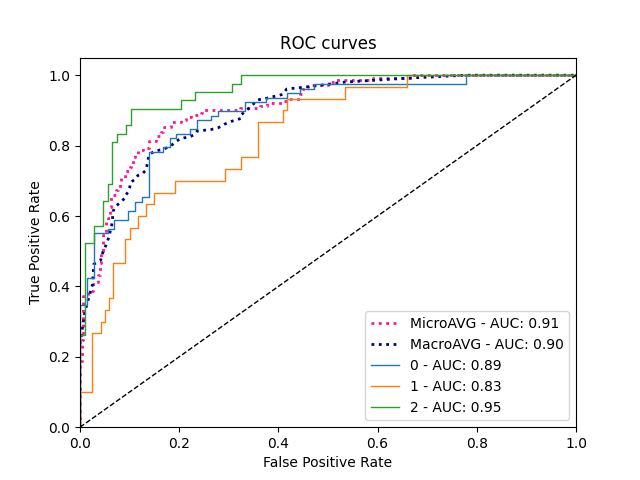 ROC curves
True Positive Rate
1.0
0.8
0.6
0.4
0.2
0.0
0.0 0.2 0.4 0.6 0.8 1.0
False Positive Rate
MicroAVG - AUC: 0.91
MacroAVG - AUC: 0.90
0 - AUC: 0.89
1 - AUC: 0.83
2 - AUC: 0.95